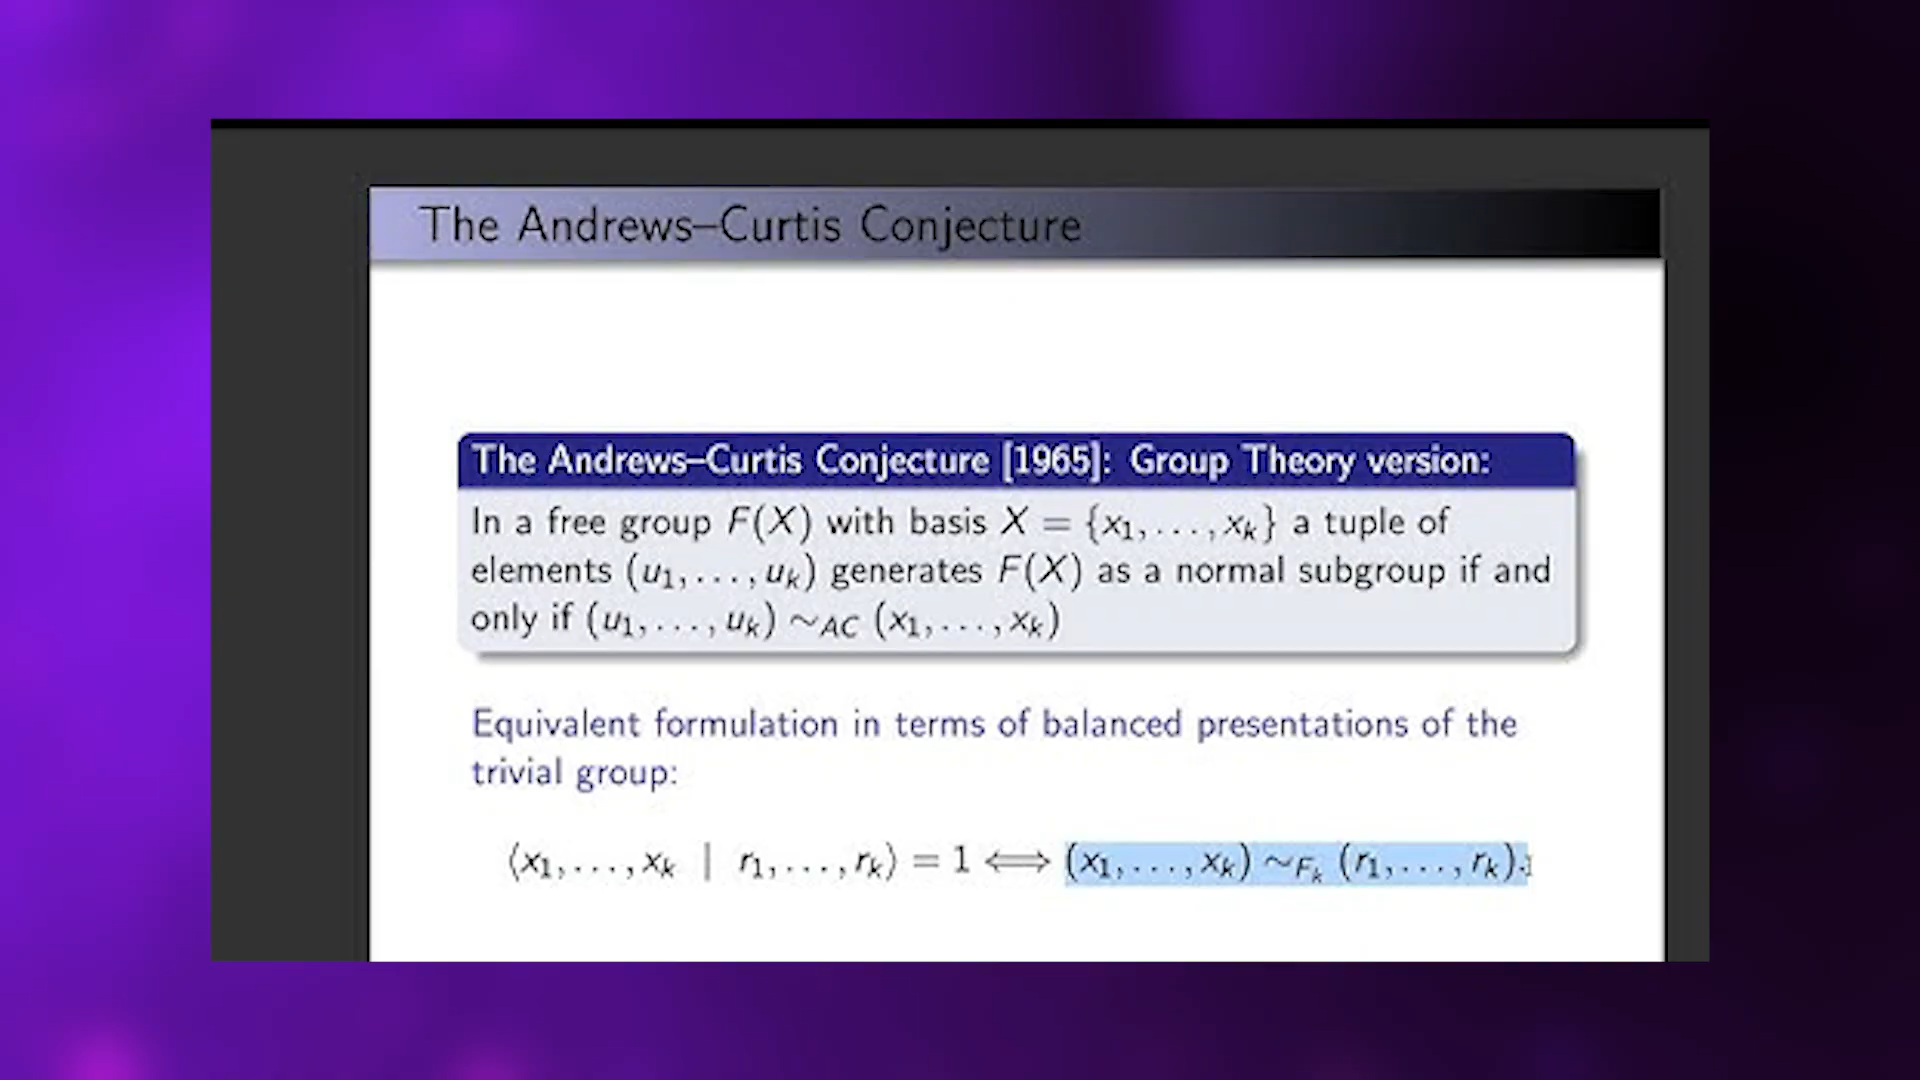 The Andrews–Curtis Conjecture
The Andrews–Curtis Conjecture [1965]: Group Theory version:
In a free group F(X) with basis X = {x₁, . . . , xₖ} a tuple of
elements (u₁, . . . , uₖ) generates F(X) as a normal subgroup if and
only if (u₁, . . . , uₖ) ∼_AC (x₁, . . . , xₖ)
Equivalent formulation in terms of balanced presentations of the
trivial group:
⟨x₁, . . . , xₖ | r₁, . . . , rₖ⟩ = 1 ⟺ (x₁, . . . , xₖ) ∼_{Fₖ} (r₁, . . . , rₖ).